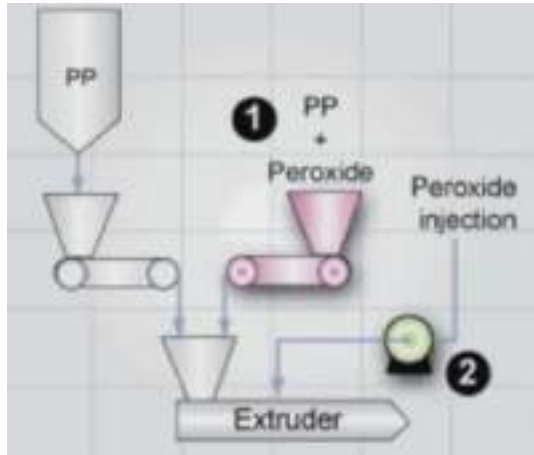 PP
1
PP
+
Peroxide
Peroxide
injection
2
Extruder